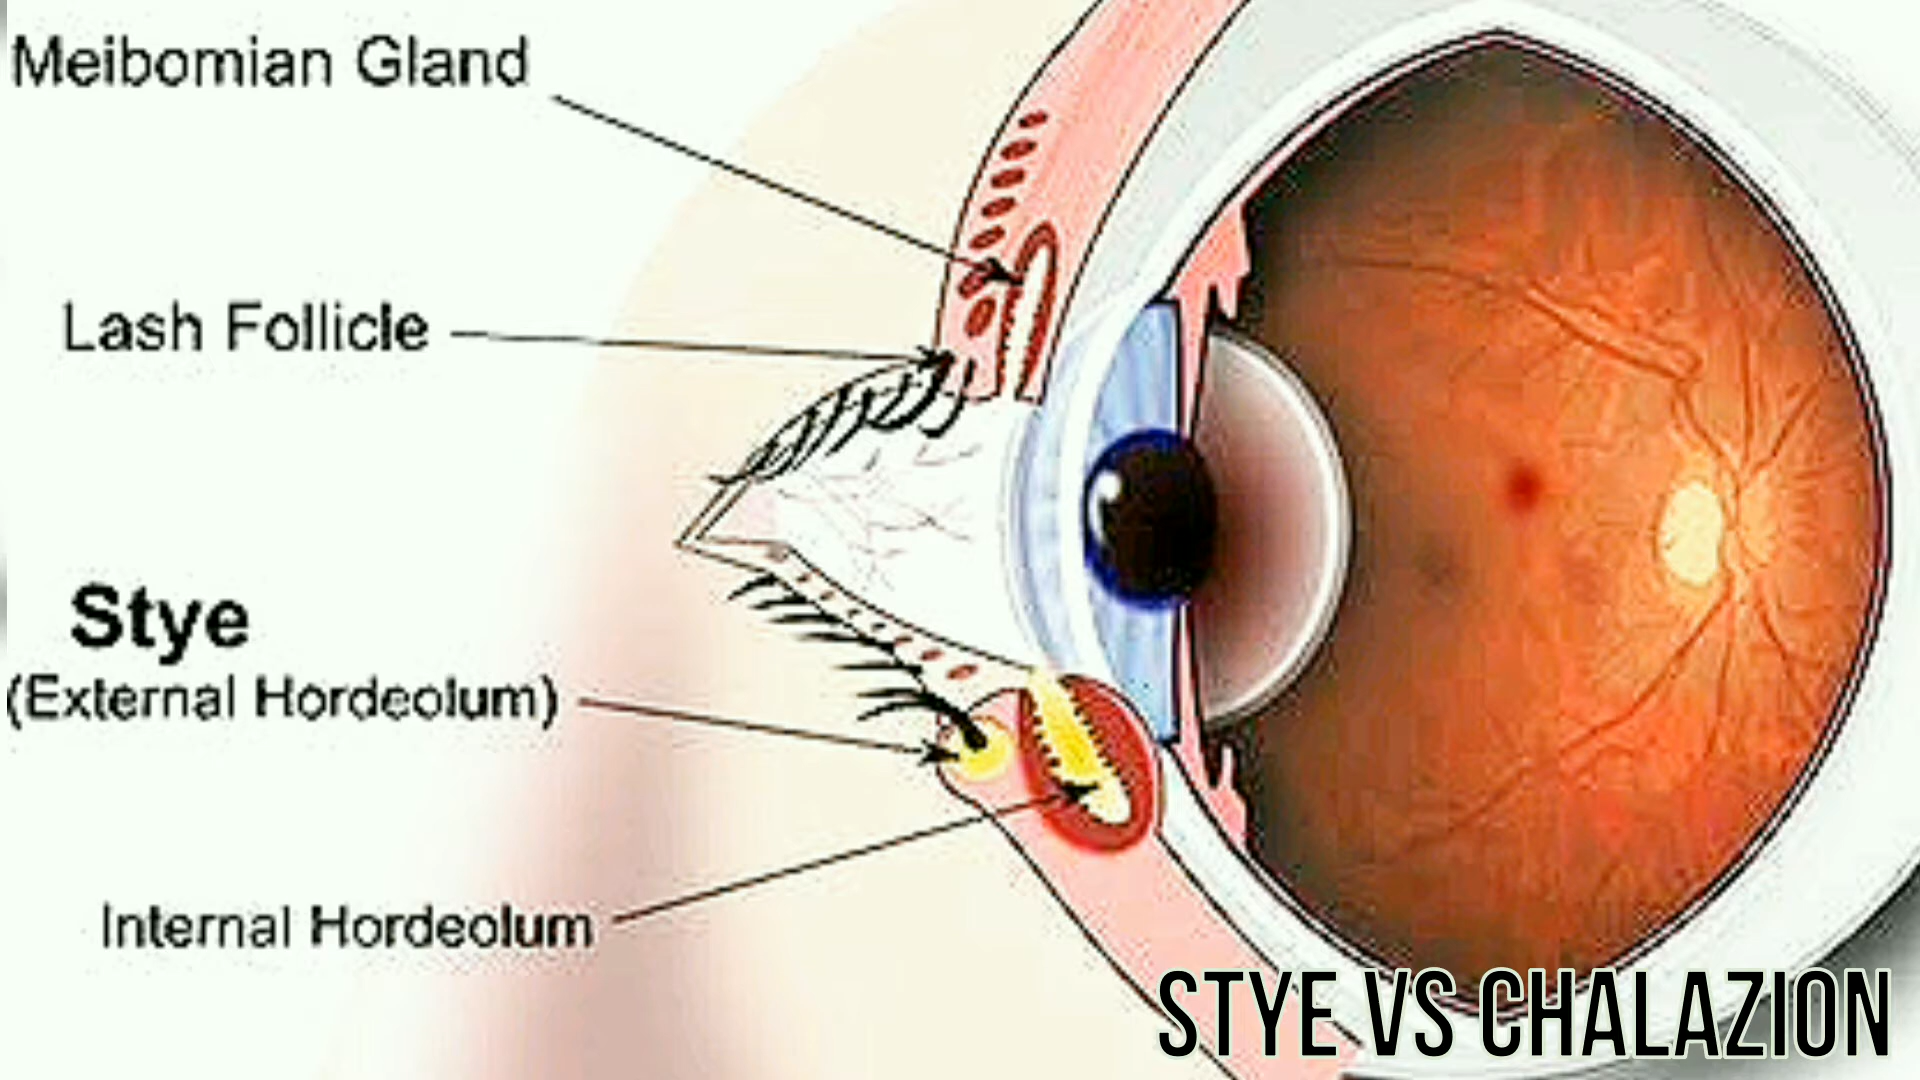 Meibomian Gland
Lash Follicle
Stye
(External Hordeolum)
Internal Hordeolum
STYE VS CHALAZION